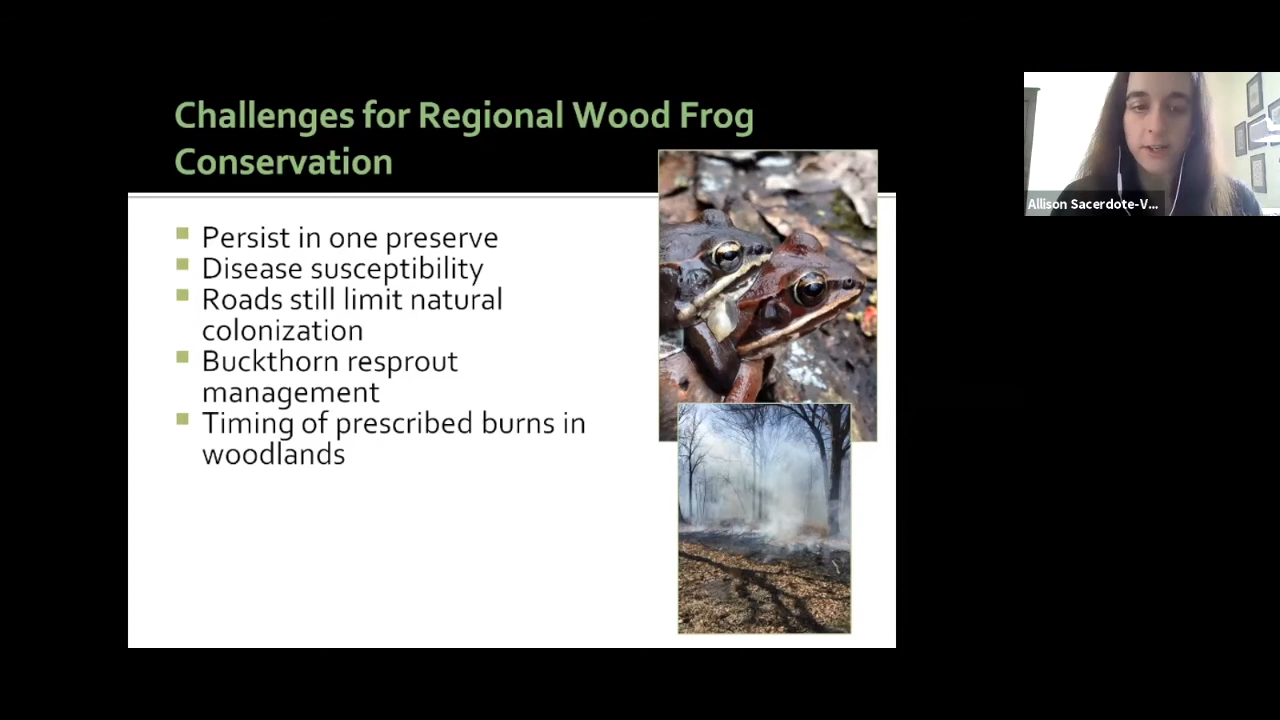 Challenges for Regional Wood Frog
Conservation
Persist in one preserve
Disease susceptibility
Roads still limit natural
colonization
Buckthorn resprout
management
Timing of prescribed burns in
woodlands
Allison Sacerdote-V...